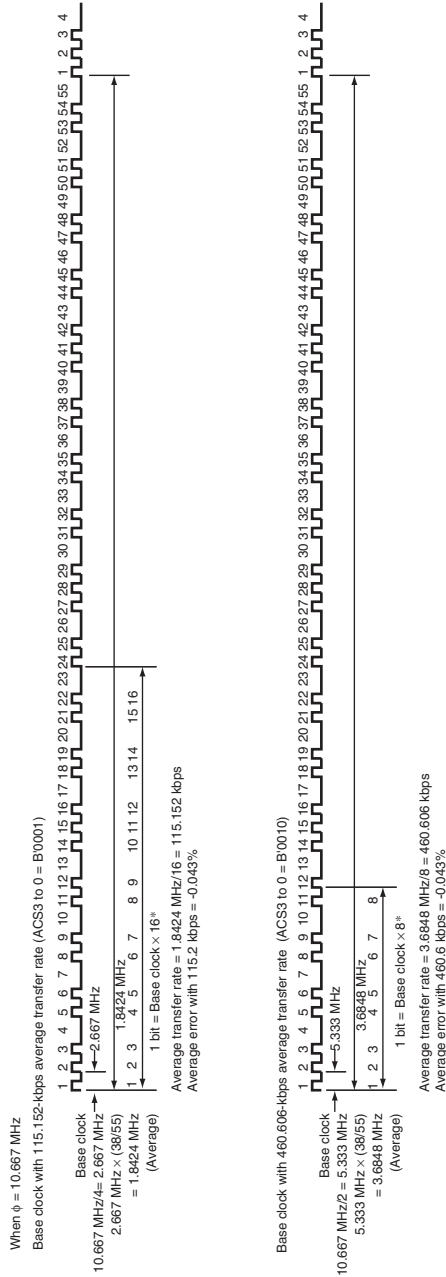 When ϕ = 10.667 MHz
Base clock with 115.152-kbps average transfer rate (ACS3 to 0 = B'0001)
1 2 3 4 5 6 7 8 9 10 11 12 13 14 15 16 17 18 19 20 21 22 23 24 25 26 27 28 29 30 31 32 33 34 35 36 37 38 39 40 41 42 43 44 45 46 47 48 49 50 51 52 53 54 55 1 2 3 4
Base clock
10.667 MHz/4= 2.667 MHz
2.667 MHz
2.667 MHz × (38/55)
1.8424 MHz
= 1.8424 MHz
1 2 3 4 5 6 7 8 9 10 11 12 13 14 15 16
(Average)
1 bit = Base clock × 16*
Average transfer rate = 1.8424 MHz/16 = 115.152 kbps
Average error with 115.2 kbps = -0.043%
Base clock with 460.606-kbps average transfer rate (ACS3 to 0 = B'0010)
1 2 3 4 5 6 7 8 9 10 11 12 13 14 15 16 17 18 19 20 21 22 23 24 25 26 27 28 29 30 31 32 33 34 35 36 37 38 39 40 41 42 43 44 45 46 47 48 49 50 51 52 53 54 55 1 2 3 4
Base clock
10.667 MHz/2 = 5.333 MHz
5.333 MHz
5.333 MHz × (38/55)
3.6848 MHz
= 3.6848 MHz
1 2 3 4 5 6 7 8
(Average)
1 bit = Base clock × 8*
Average transfer rate = 3.6848 MHz/8 = 460.606 kbps
Average error with 460.6 kbps = -0.043%